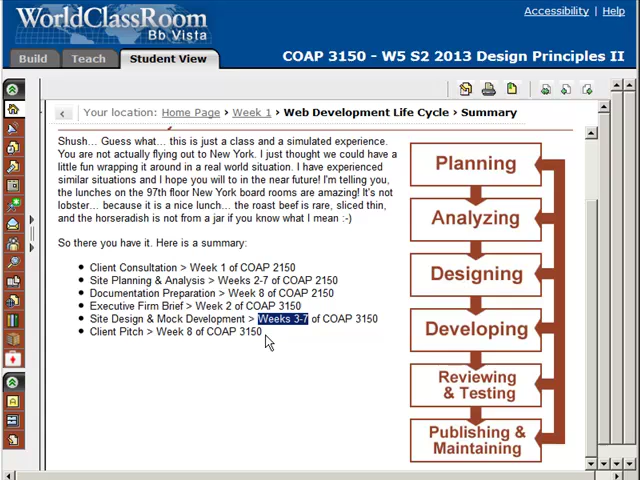 WorldClassRoom
Bb Vista
Accessibility | Help
Build
Teach
Student View
COAP 3150 - W5 S2 2013 Design Principles II
Your location: Home Page > Week 1 > Web Development Life Cycle > Summary
Shush... Guess what... this is just a class and a simulated experience.
You are not actually flying out to New York. I just thought we could have a
little fun wrapping it around in a real world situation. I have experienced
similar situations and I hope you will to in the near future! I'm telling you,
the lunches on the 97th floor New York board rooms are amazing! It's not
lobster... because it is a nice lunch... the roast beef is rare, sliced thin,
and the horseradish is not from a jar if you know what I mean :-)
So there you have it. Here is a summary:
Client Consultation > Week 1 of COAP 2150
Site Planning & Analysis > Weeks 2-7 of COAP 2150
Documentation Preparation > Week 8 of COAP 2150
Executive Firm Brief > Week 2 of COAP 3150
Site Design & Mock Development > Weeks 3-7 of COAP 3150
Client Pitch > Week 8 of COAP 3150
Planning
Analyzing
Designing
Developing
Reviewing
& Testing
Publishing &
Maintaining